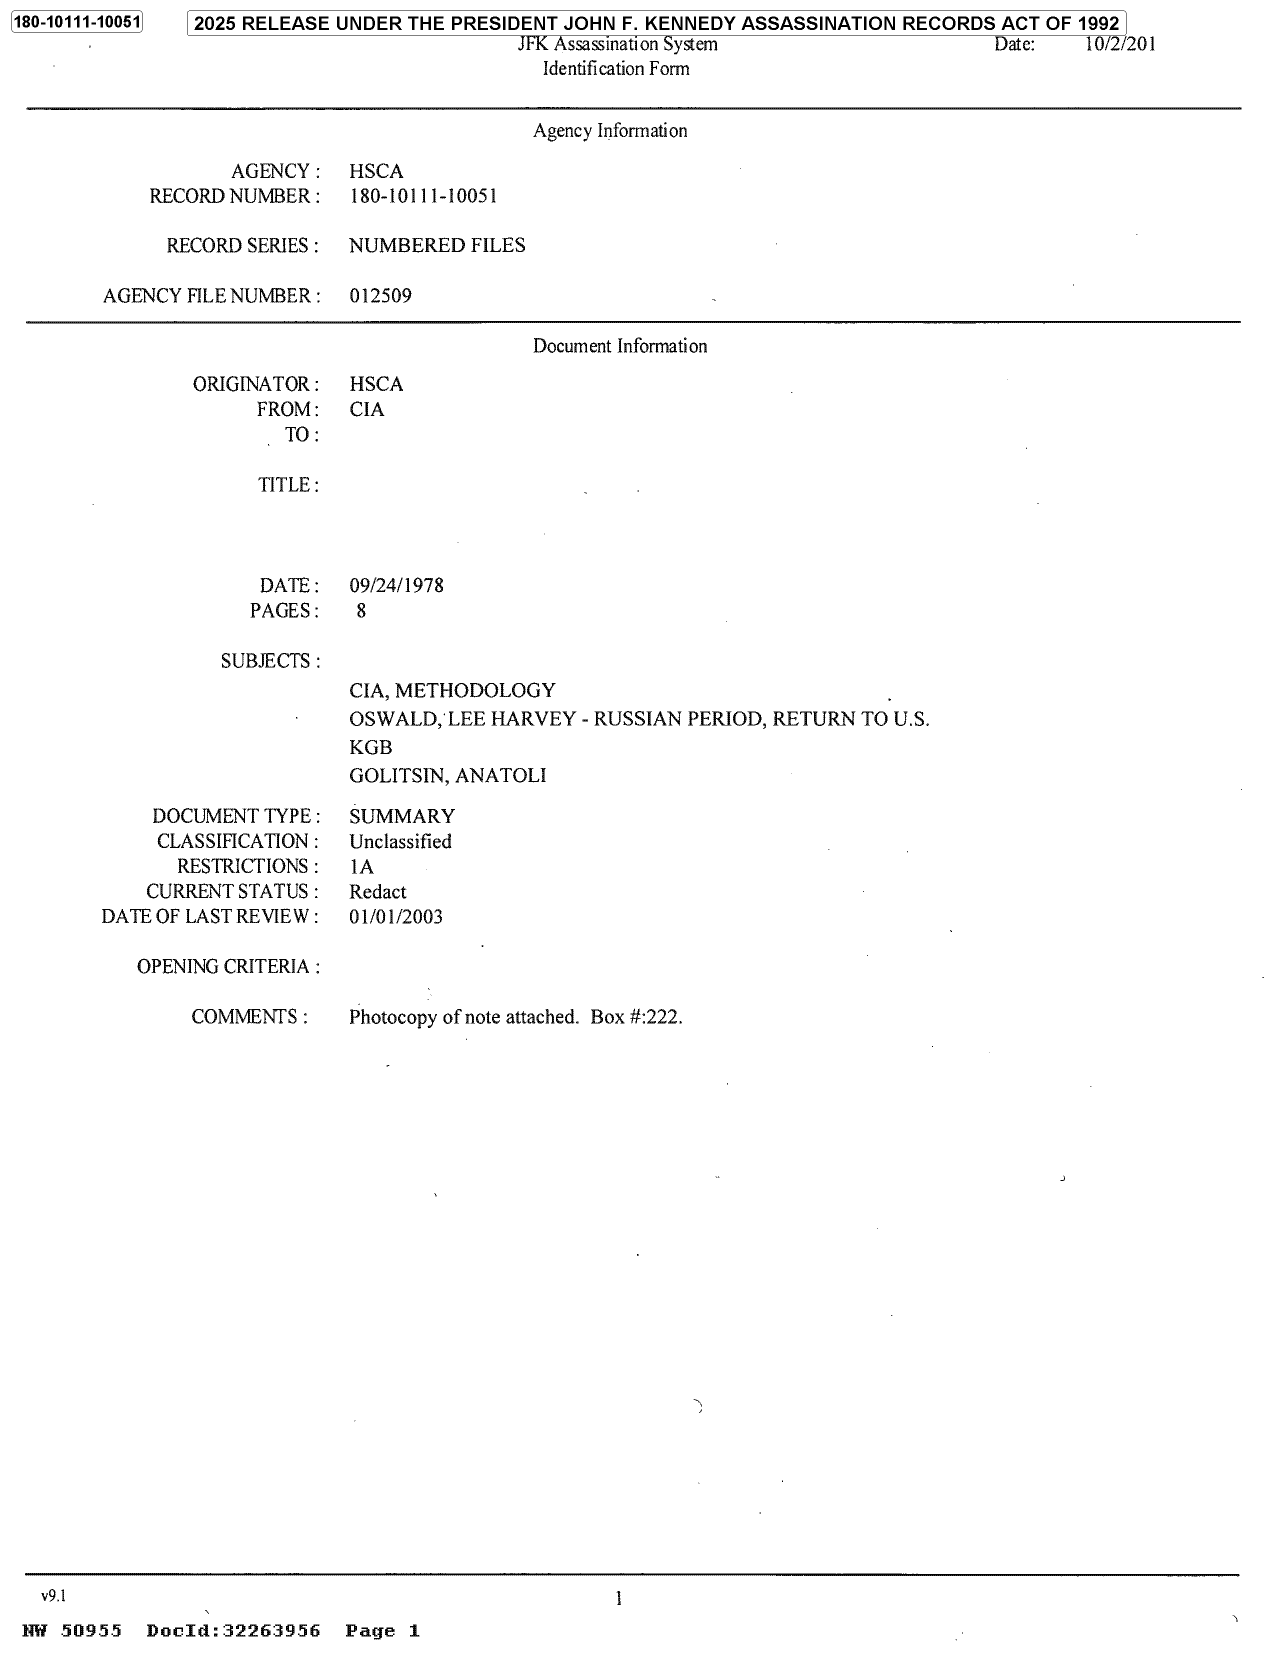 180-10111-10051
2025 RELEASE UNDER THE PRESIDENT JOHN F. KENNEDY ASSASSINATION RECORDS ACT OF 1992
JFK Assassination System
Date: 10/2/201
Identification Form
Agency Information
AGENCY : HSCA
RECORD NUMBER : 180-10111-10051
RECORD SERIES : NUMBERED FILES
AGENCY FILE NUMBER : 012509
Document Information
ORIGINATOR : HSCA
FROM : CIA
TO :
TITLE :
DATE : 09/24/1978
PAGES : 8
SUBJECTS :
CIA, METHODOLOGY
OSWALD, LEE HARVEY - RUSSIAN PERIOD, RETURN TO U.S.
KGB
GOLITSIN, ANATOLI
DOCUMENT TYPE : SUMMARY
CLASSIFICATION : Unclassified
RESTRICTIONS : 1A
CURRENT STATUS : Redact
DATE OF LAST REVIEW : 01/01/2003
OPENING CRITERIA :
COMMENTS : Photocopy of note attached. Box #:222.
v9.1
1
NW 50955 DocId:32263956 Page 1